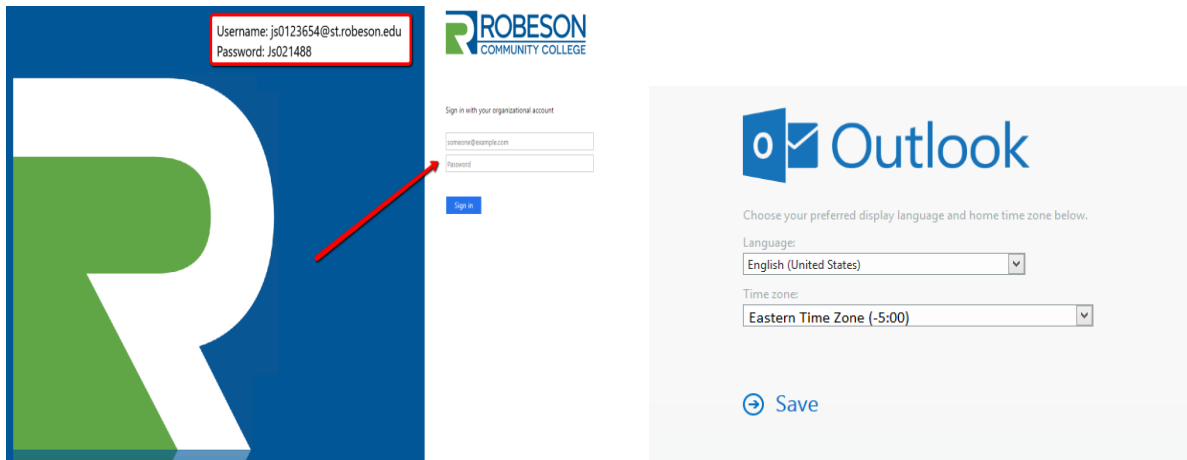 Username: js0123654@st.robeson.edu
Password: Js021488
ROBESON
COMMUNITY COLLEGE
Sign in with your organizational account
someone@example.com
Password
Sign in
Outlook
Choose your preferred display language and home time zone below.
Language:
English (United States)
Time zone:
Eastern Time Zone (-5:00)
Save